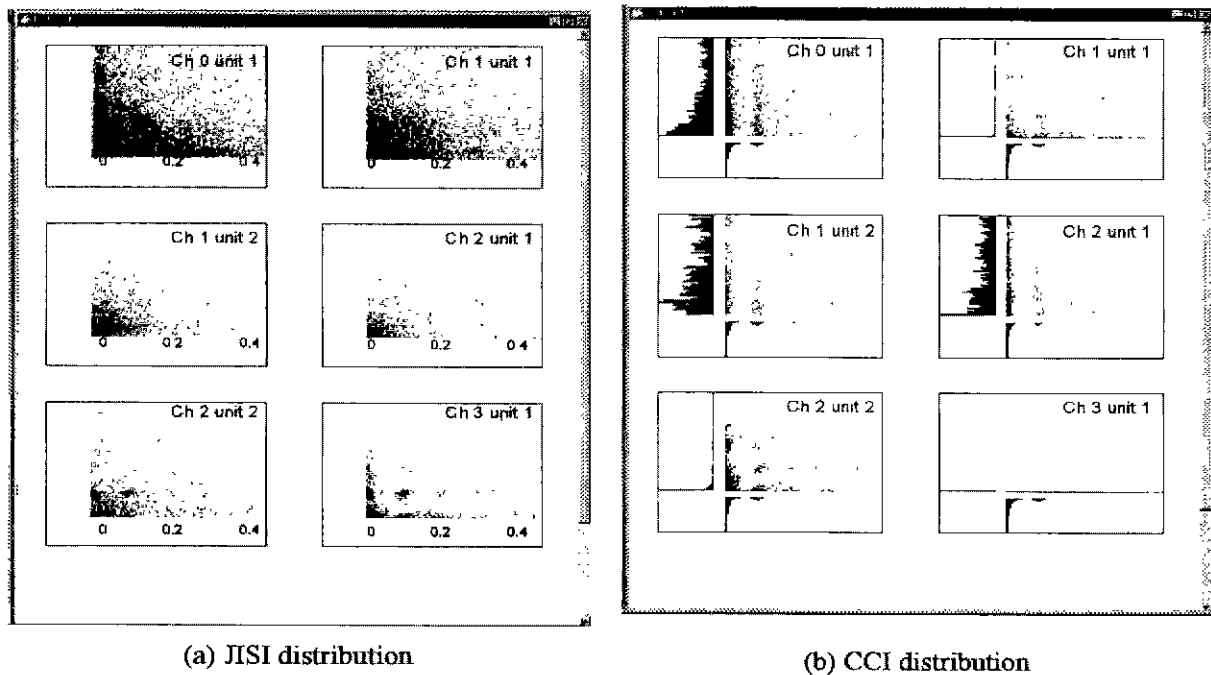 Ch 0 unit 1
0 0.2 0.4
Ch 1 unit 1
0 0.2 0.4
Ch 1 unit 2
0 0.2 0.4
Ch 2 unit 1
0 0.2 0.4
Ch 2 unit 2
0 0.2 0.4
Ch 3 unit 1
0 0.2 0.4
(a) JISI distribution
Ch 0 unit 1
Ch 1 unit 1
Ch 1 unit 2
Ch 2 unit 1
Ch 2 unit 2
Ch 3 unit 1
(b) CCI distribution